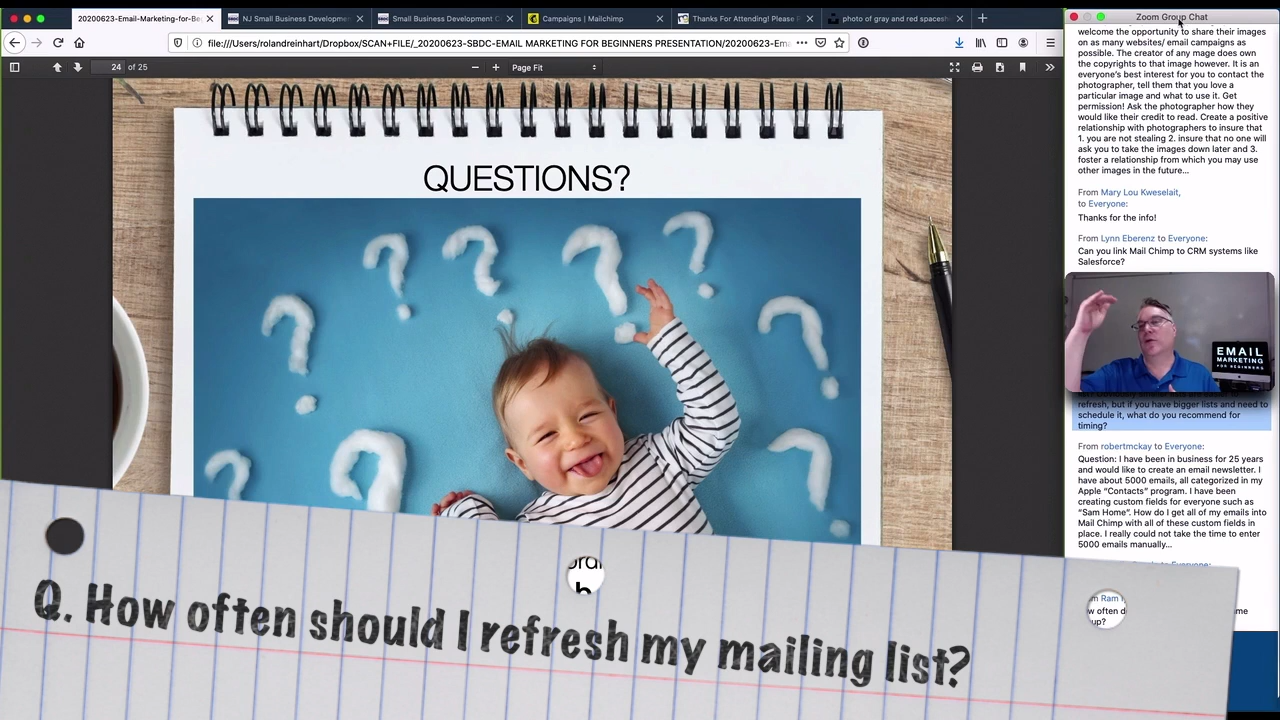 20200623-Email-Marketing-for-Be
NJ Small Business Developmen
Small Business Development C
Campaigns | Mailchimp
Thanks For Attending! Please R
photo of gray and red spaceship
file:///Users/rolandreinhart/Dropbox/SCAN+FILE/_20200623-SBDC-EMAIL MARKETING FOR BEGINNERS PRESENTATION/20200623-Em
24 of 25
Page Fit
QUESTIONS?
Zoom Group Chat
welcome the opportunity to share their images
on as many websites/ email campaigns as
possible. The creator of any mage does own
the copyrights to that image however. It is an
everyone's best interest for you to contact the
photographer, tell them that you love a
particular image and what to use it. Get
permission! Ask the photographer how they
would like their credit to read. Create a positive
relationship with photographers to insure that
1. you are not stealing 2. insure that no one will
ask you to take the images down later and 3.
foster a relationship from which you may use
other images in the future...
From Mary Lou Kweselait,
to Everyone:
Thanks for the info!
From Lynn Eberenz to Everyone:
Can you link Mail Chimp to CRM systems like
Salesforce?
EMAIL
MARKETING
FOR BEGINNERS
refresh, but if you have bigger lists and need to
schedule it, what do you recommend for
timing?
From robertmckay to Everyone:
Question: I have been in business for 25 years
and would like to create an email newsletter. I
have about 5000 emails, all categorized in my
Apple “Contacts” program. I have been
creating custom fields for everyone such as
“Sam Home”. How do I get all of my emails into
Mail Chimp with all of these custom fields in
place. I really could not take the time to enter
5000 emails manually...
Q. How often should I refresh my mailing list?